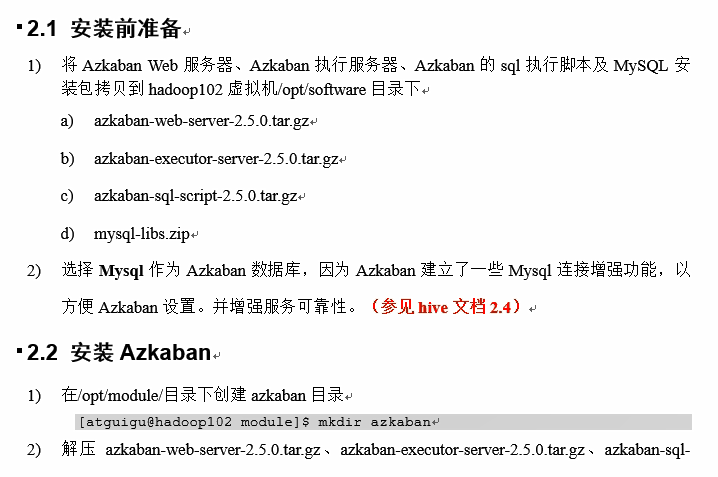 2.1 安装前准备
1) 将 Azkaban Web 服务器、Azkaban 执行服务器、Azkaban 的 sql 执行脚本及 MySQL 安
装包拷贝到 hadoop102 虚拟机/opt/software 目录下
a) azkaban-web-server-2.5.0.tar.gz
b) azkaban-executor-server-2.5.0.tar.gz
c) azkaban-sql-script-2.5.0.tar.gz
d) mysql-libs.zip
2) 选择 Mysql 作为 Azkaban 数据库，因为 Azkaban 建立了一些 Mysql 连接增强功能，以
方便 Azkaban 设置。并增强服务可靠性。（参见 hive 文档 2.4）
2.2 安装 Azkaban
1) 在/opt/module/目录下创建 azkaban 目录
[atguigu@hadoop102 module]$ mkdir azkaban
2) 解压 azkaban-web-server-2.5.0.tar.gz、azkaban-executor-server-2.5.0.tar.gz、azkaban-sql-